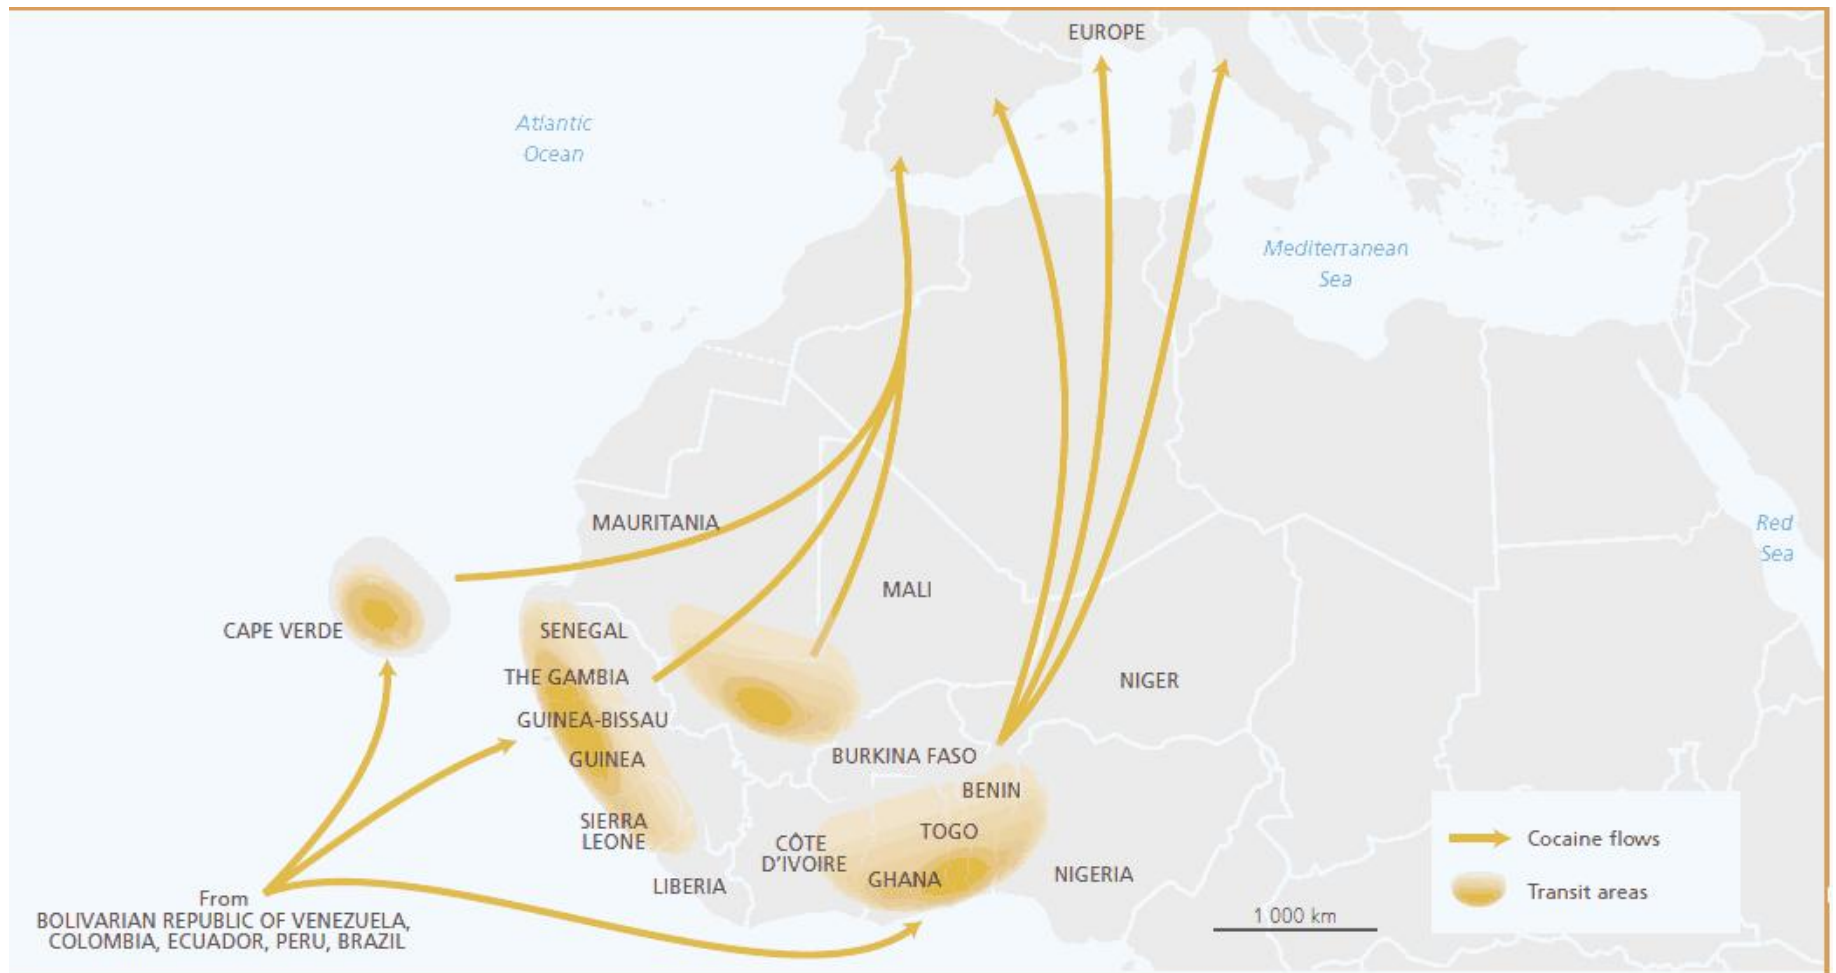 EUROPE
Atlantic
Ocean
Mediterranean
Sea
MAURITANIA
Red
Sea
MALI
CAPE VERDE
SENEGAL
THE GAMBIA
NIGER
GUINEA-BISSAU
GUINEA
BURKINA FASO
BENIN
SIERRA
LEONE
TOGO
CÔTE
D'IVOIRE
GHANA
NIGERIA
LIBERIA
From
BOLIVARIAN REPUBLIC OF VENEZUELA,
COLOMBIA, ECUADOR, PERU, BRAZIL
Cocaine flows
Transit areas
1 000 km